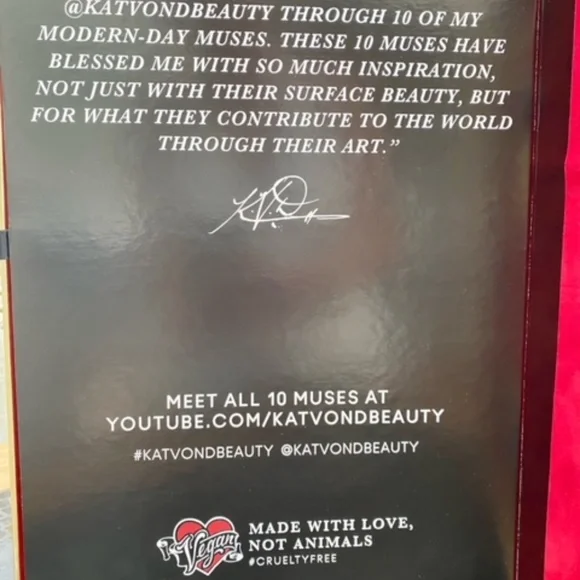 @KATVONDBEAUTY THROUGH 10 OF MY
MODERN-DAY MUSES. THESE 10 MUSES HAVE
BLESSED ME WITH SO MUCH INSPIRATION,
NOT JUST WITH THEIR SURFACE BEAUTY, BUT
FOR WHAT THEY CONTRIBUTE TO THE WORLD
THROUGH THEIR ART.”
K.V.D.
MEET ALL 10 MUSES AT
YOUTUBE.COM/KATVONDBEAUTY
#KATVONDBEAUTY @KATVONDBEAUTY
Vegan
MADE WITH LOVE,
NOT ANIMALS
#CRUELTYFREE